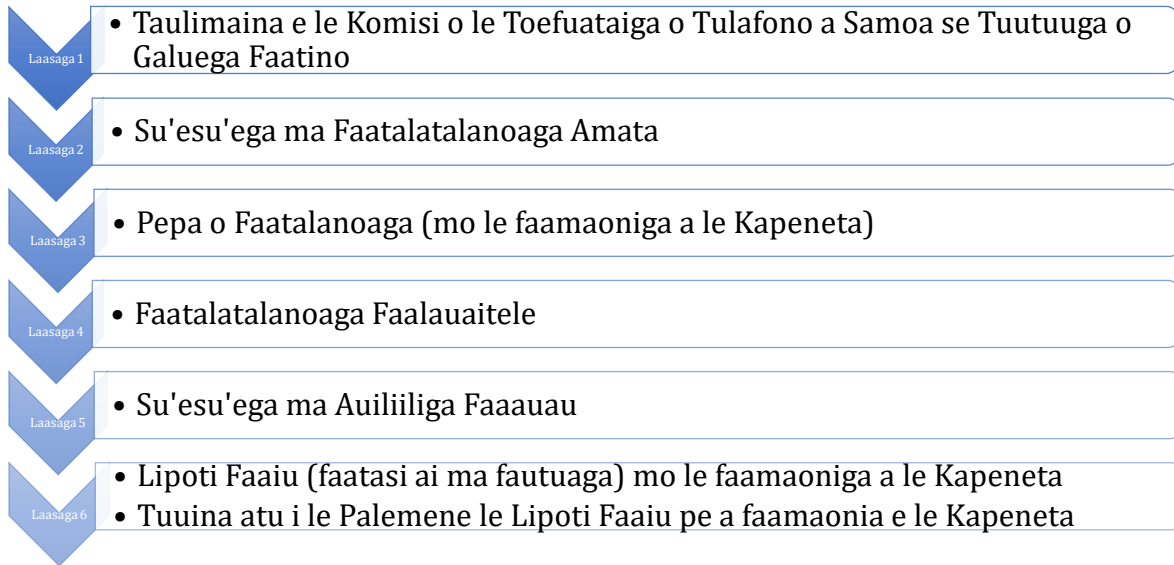 Laasaga 1
• Taulimaina e le Komisi o le Toefuataiga o Tulafono a Samoa se Tuutuuga o
Galuega Faatino
Laasaga 2
• Su'esu'ega ma Faatalatalanoaga Amata
Laasaga 3
• Pepa o Faatalanoaga (mo le faamaoniga a le Kapeneta)
Laasaga 4
• Faatalatalanoaga Faalauaitele
Laasaga 5
• Su'esu'ega ma Auiliiliga Faaauau
Laasaga 6
• Lipoti Faaiu (faatasi ai ma fautuaga) mo le faamaoniga a le Kapeneta
• Tuuina atu i le Palemene le Lipoti Faaiu pe a faamaonia e le Kapeneta